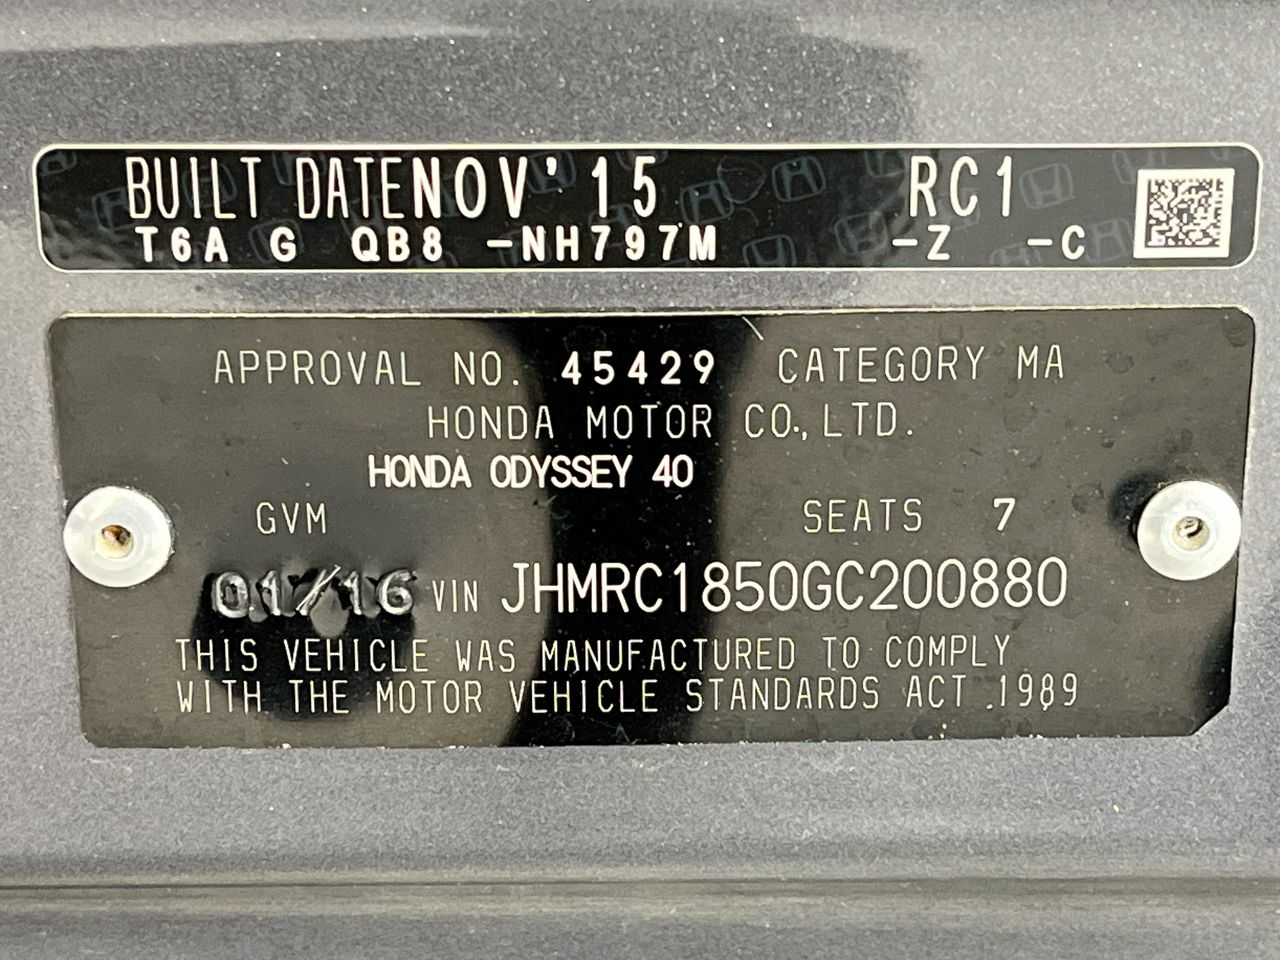 BUILT DATE NOV'15 RC1
T6A G QB8 -NH797M -Z -C
APPROVAL NO. 45429 CATEGORY MA
HONDA MOTOR CO.,LTD.
HONDA ODYSSEY 40
GVM SEATS 7
01/16 VIN JHMRC1850GC200880
THIS VEHICLE WAS MANUFACTURED TO COMPLY
WITH THE MOTOR VEHICLE STANDARDS ACT 1989